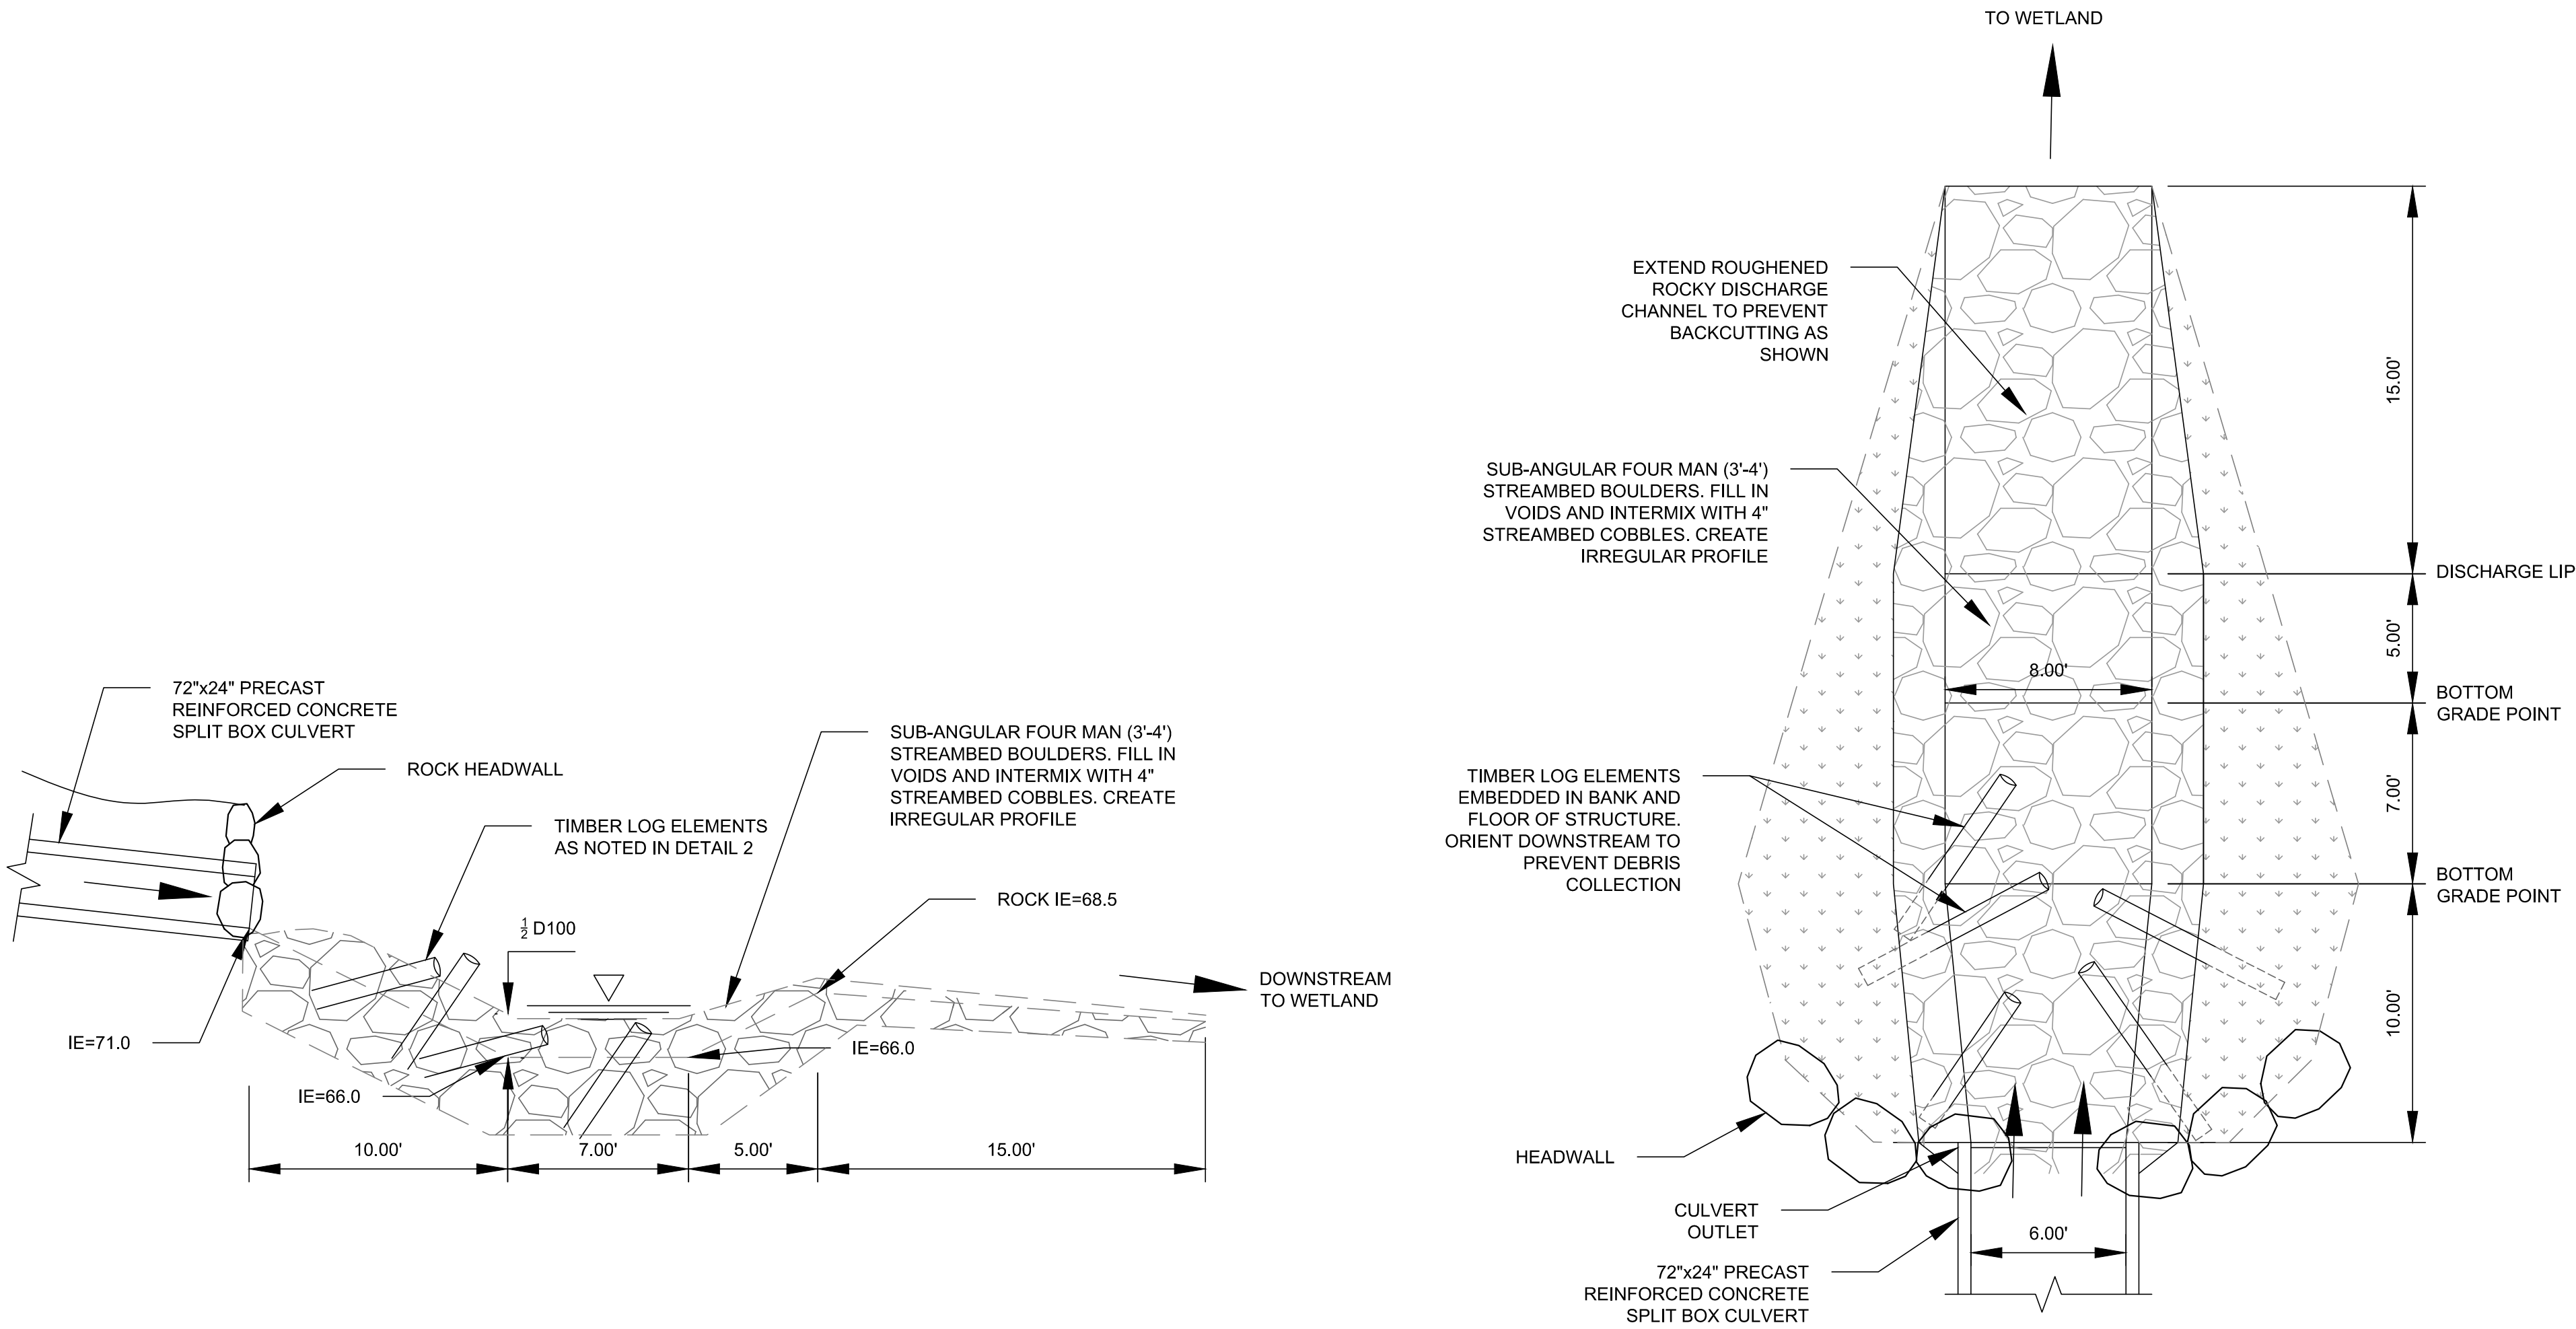 72"x24" PRECAST
REINFORCED CONCRETE
SPLIT BOX CULVERT
ROCK HEADWALL
TIMBER LOG ELEMENTS
AS NOTED IN DETAIL 2
SUB-ANGULAR FOUR MAN (3'-4')
STREAMBED BOULDERS. FILL IN
VOIDS AND INTERMIX WITH 4"
STREAMBED COBBLES. CREATE
IRREGULAR PROFILE
ROCK IE=68.5
½ D100
DOWNSTREAM
TO WETLAND
IE=71.0
IE=66.0
IE=66.0
10.00'
7.00'
5.00'
15.00'
TO WETLAND
EXTEND ROUGHENED
ROCKY DISCHARGE
CHANNEL TO PREVENT
BACKCUTTING AS
SHOWN
SUB-ANGULAR FOUR MAN (3'-4')
STREAMBED BOULDERS. FILL IN
VOIDS AND INTERMIX WITH 4"
STREAMBED COBBLES. CREATE
IRREGULAR PROFILE
TIMBER LOG ELEMENTS
EMBEDDED IN BANK AND
FLOOR OF STRUCTURE.
ORIENT DOWNSTREAM TO
PREVENT DEBRIS
COLLECTION
HEADWALL
CULVERT
OUTLET
72"x24" PRECAST
REINFORCED CONCRETE
SPLIT BOX CULVERT
8.00'
6.00'
15.00'
DISCHARGE LIP
5.00'
BOTTOM
GRADE POINT
7.00'
BOTTOM
GRADE POINT
10.00'